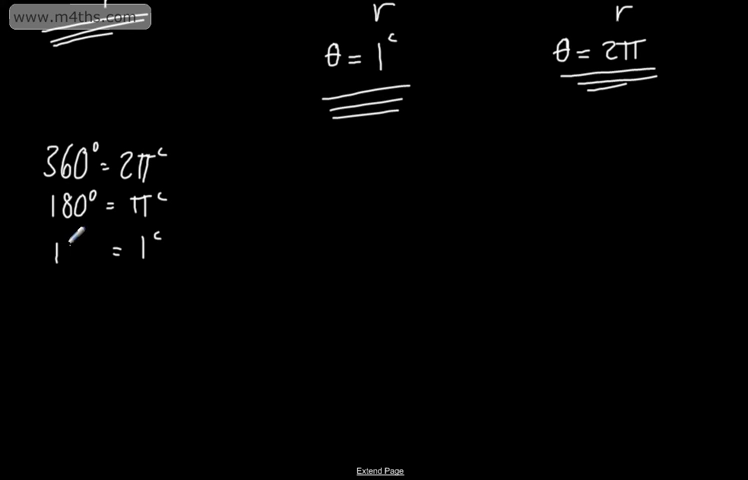 www.m4ths.com
r
r
θ = 1ᶜ
θ = 2π
360° = 2πᶜ
180° = πᶜ
1 = 1ᶜ
Extend Page